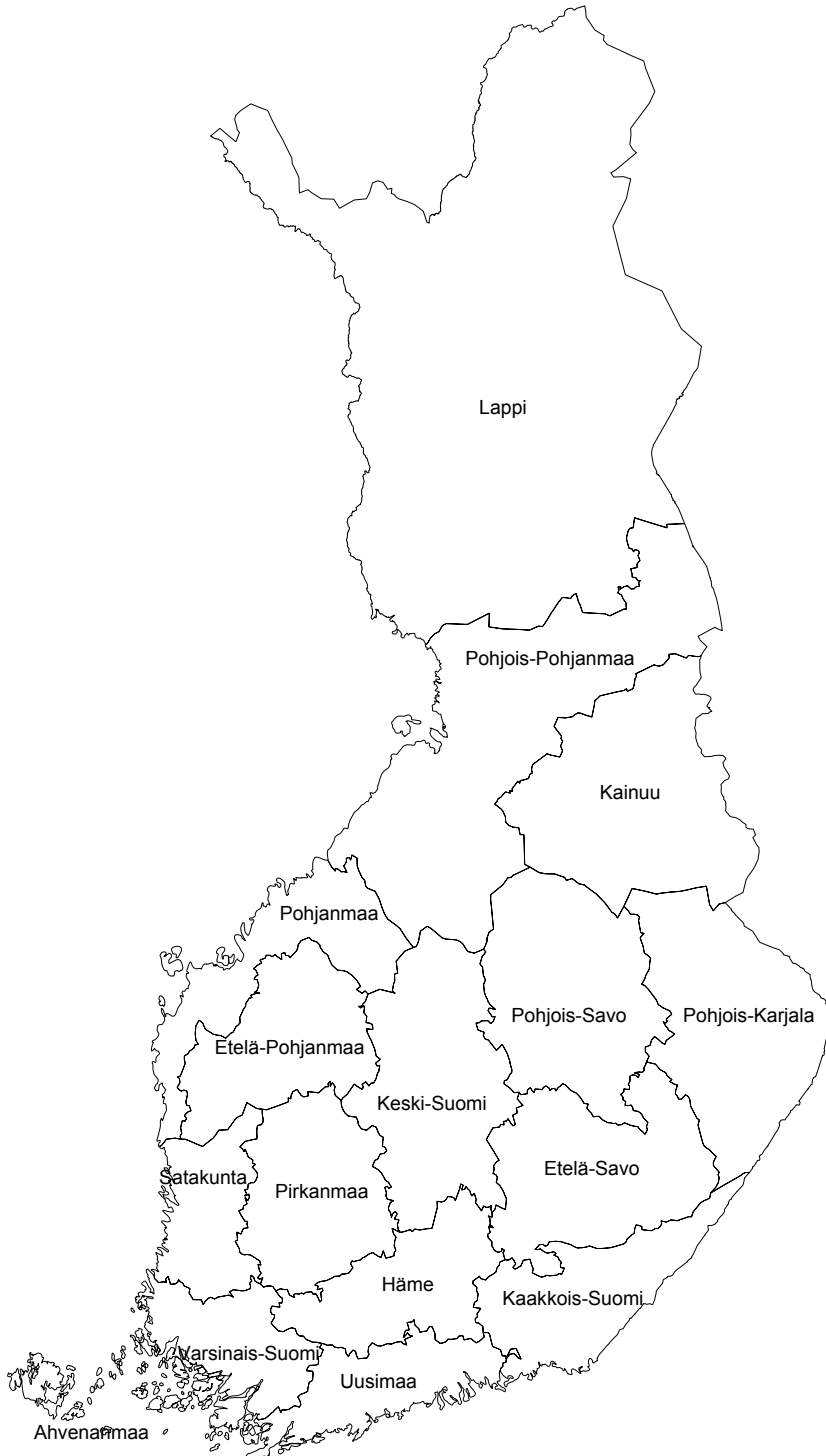 Lappi
Pohjois-Pohjanmaa
Kainuu
Pohjanmaa
Pohjois-Savo
Pohjois-Karjala
Etelä-Pohjanmaa
Keski-Suomi
Etelä-Savo
Satakunta
Pirkanmaa
Häme
Kaakkois-Suomi
Varsinais-Suomi
Uusimaa
Ahvenanmaa